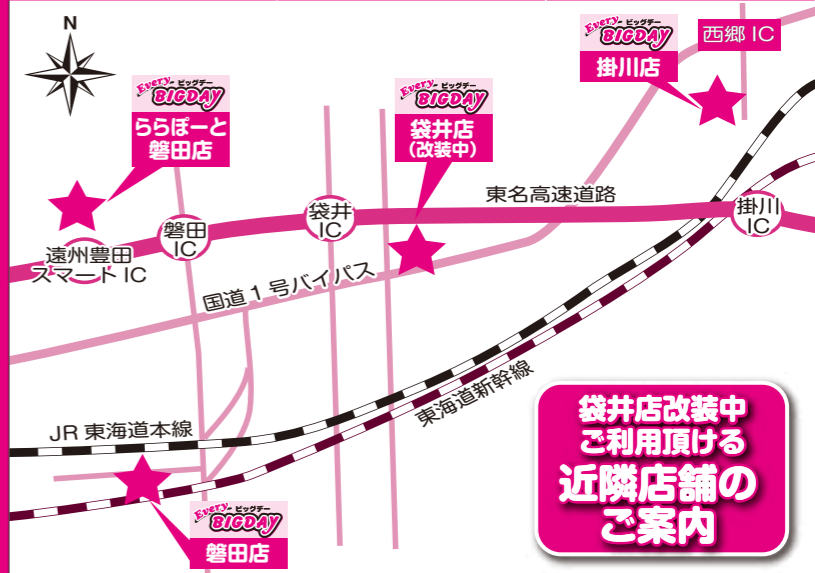 N
Every ビッグデー
BIGDAY
ららぽーと
磐田店
Every ビッグデー
BIGDAY
袋井店
(改装中)
Every ビッグデー
BIGDAY
掛川店
西郷 IC
東名高速道路
掛川
IC
袋井
IC
磐田
IC
遠州豊田
スマート IC
国道1号バイパス
東海道新幹線
JR 東海道本線
Every ビッグデー
BIGDAY
磐田店
袋井店改装中
ご利用頂ける
近隣店舗の
ご案内